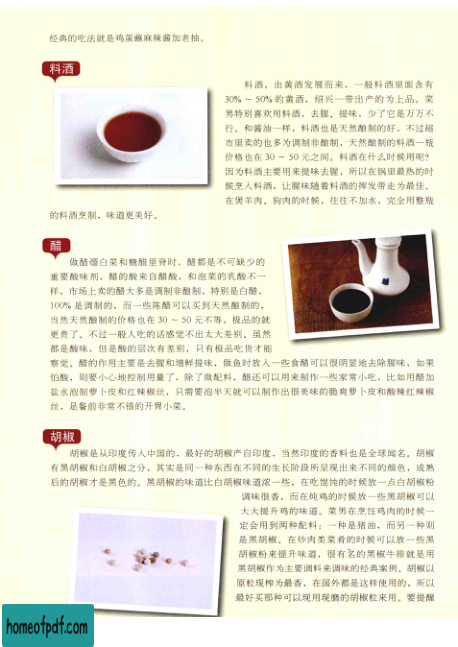 经典的吃法就是鸡蛋蘸麻辣酱加老抽。
料酒
料酒，由黄酒发展而来，一般料酒里面含有
30%～50%的黄酒，绍兴一带出产的为上品。菜
男特别喜欢用料酒，去腥、提味，少了它是万万不
行。和酱油一样，料酒也是天然酿制的好，不过超
市里卖的也多为调制非酿制，天然酿制的料酒一瓶
价格也在30～50元之间。料酒在什么时候用呢？
因为料酒主要用来提味去腥，所以在锅里最热的时
候烹入料酒，让腥味随着料酒的挥发带走为最佳。
在煲羊肉、狗肉的时候，往往不加水，完全用整瓶
的料酒烹制，味道更美好。
醋
做醋熘白菜和糖醋里脊时，醋都是不可缺少的
重要酸味剂，醋的酸来自醋酸，和泡菜的乳酸不一
样，市场上卖的醋大多是调制非酿制，特别是白醋，
100%是调制的，而一些陈醋可以买到天然酿制的，
当然天然酿制的价格也在30～50元不等，极品的就
更贵了。不过一般人吃的话感觉不出太大差别。虽然
都是酸味，但是酸的层次有差别，只有极品吃货才能
察觉。醋的作用主要是去腥和增鲜提味，做鱼时放入一些食醋可以很明显地去除腥味，如果
怕酸，则要小心地控制用量了，除了做配料，醋还可以用来制作一些家常小吃。比如用醋加
盐水泡制萝卜皮和红辣椒丝，只需要泡半天就可以制作出很美味的脆爽萝卜皮和酸辣红辣椒
丝，是餐前非常不错的开胃小菜。
胡椒
胡椒是从印度传入中国的，最好的胡椒产自印度，当然印度的香料也是全球闻名。胡椒
有黑胡椒和白胡椒之分，其实是同一种东西在不同的生长阶段所呈现出来不同的颜色，成熟
后的胡椒才是黑色的。黑胡椒的味道比白胡椒味道浓一些，在吃馄饨的时候放一点白胡椒粉
调味很香，而在炖鸡的时候放一些黑胡椒可以
大大提升鸡的味道。菜男在烹饪鸡肉的时候一
定会用到两种配料：一种是猪油，而另一种则
是黑胡椒。在炒肉类菜肴的时候可以放一些黑
胡椒粉来提升味道，很有名的黑椒牛排就是用
黑胡椒作为主要调料来调味的经典案例。胡椒以
原粒现榨为最香，在国外都是这样使用的，所以
最好买那种可以现用现磨的胡椒粒来用。要提醒
homeofpdf.com